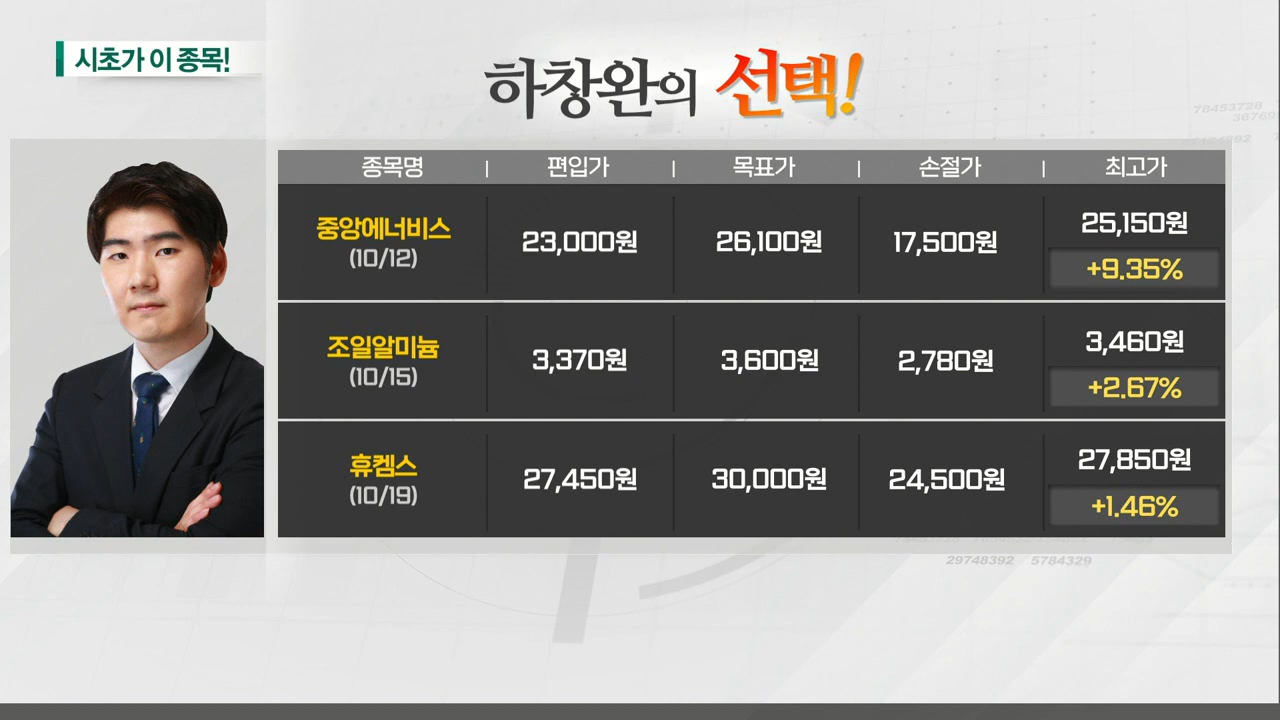 시초가 이 종목!
하창완의 선택!
종목명 | 편입가 | 목표가 | 손절가 | 최고가
중앙에너비스 (10/12) 23,000원 26,100원 17,500원 25,150원 +9.35%
조일알미늄 (10/15) 3,370원 3,600원 2,780원 3,460원 +2.67%
휴켐스 (10/19) 27,450원 30,000원 24,500원 27,850원 +1.46%
78453728
29748392 5784329